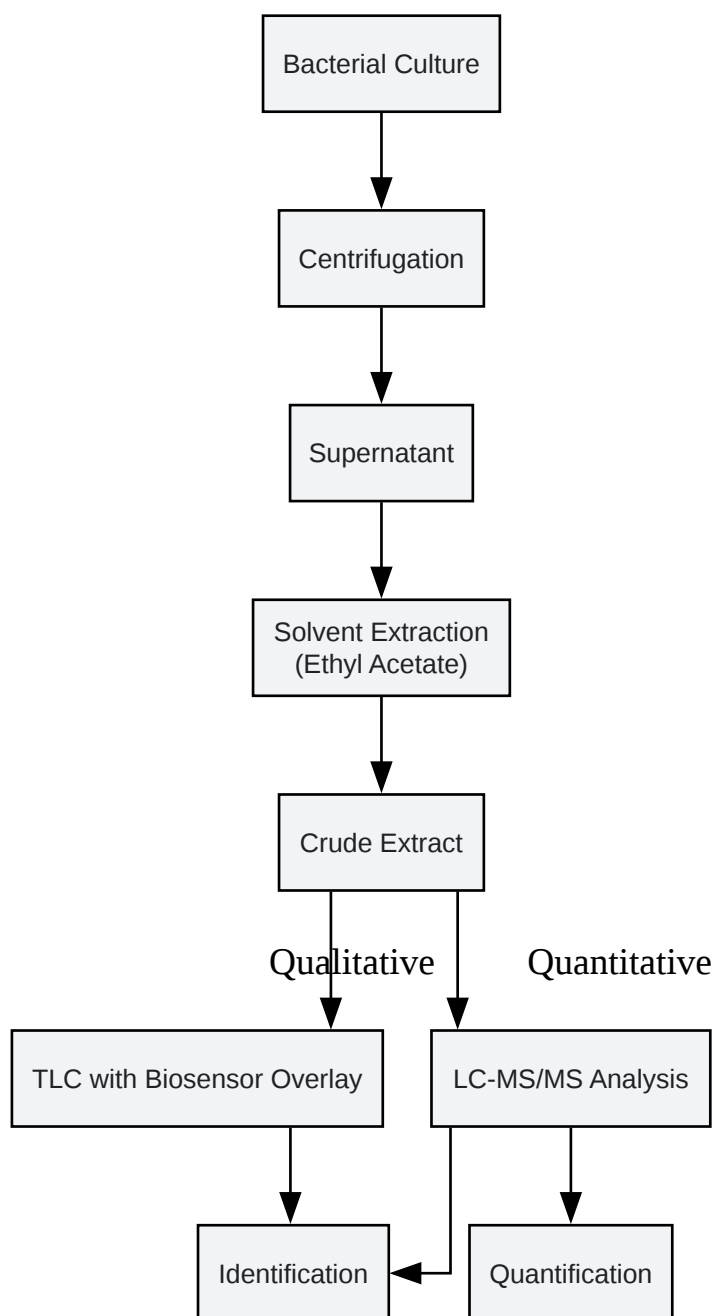 Bacterial Culture
Centrifugation
Supernatant
Solvent Extraction
(Ethyl Acetate)
Crude Extract
Qualitative
Quantitative
TLC with Biosensor Overlay
LC-MS/MS Analysis
Identification
Quantification